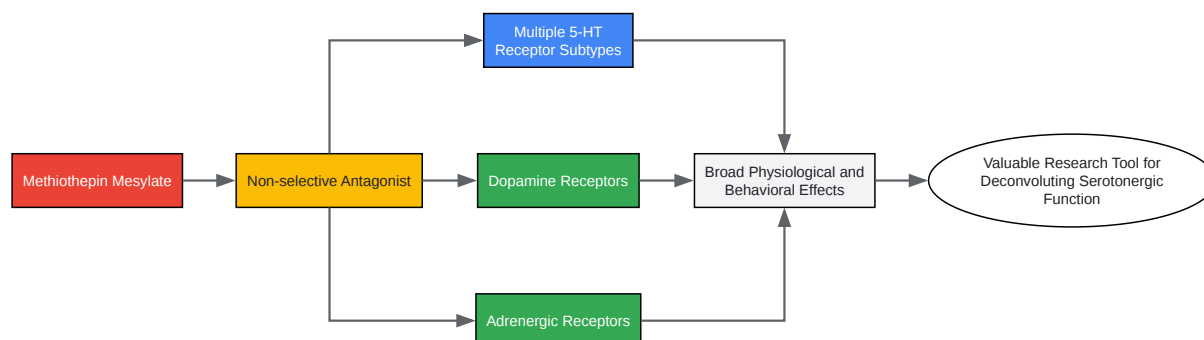 Multiple 5-HT
Receptor Subtypes
Methiothepin Mesylate
Non-selective Antagonist
Dopamine Receptors
Broad Physiological and
Behavioral Effects
Valuable Research Tool for
Deconvoluting Serotonergic
Function
Adrenergic Receptors